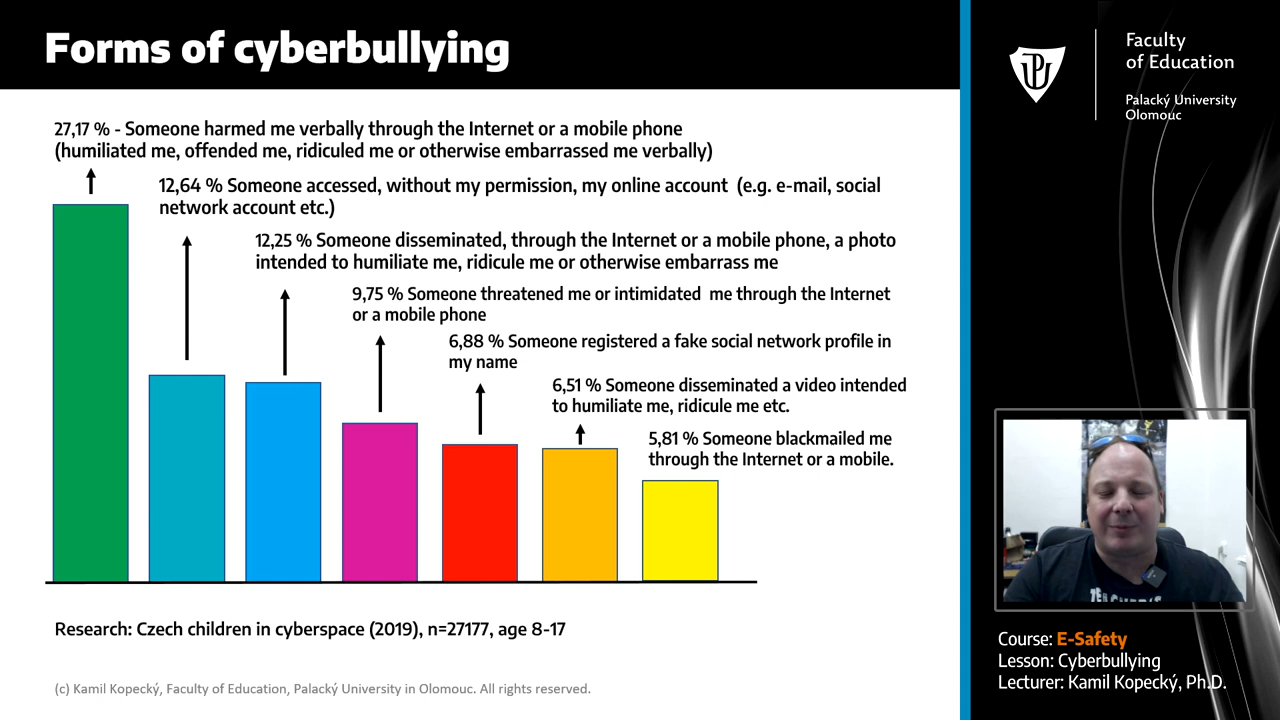 Forms of cyberbullying
27,17 % - Someone harmed me verbally through the Internet or a mobile phone
(humiliated me, offended me, ridiculed me or otherwise embarrassed me verbally)
12,64 % Someone accessed, without my permission, my online account (e.g. e-mail, social
network account etc.)
12,25 % Someone disseminated, through the Internet or a mobile phone, a photo
intended to humiliate me, ridicule me or otherwise embarrass me
9,75 % Someone threatened me or intimidated me through the Internet
or a mobile phone
6,88 % Someone registered a fake social network profile in
my name
6,51 % Someone disseminated a video intended
to humiliate me, ridicule me etc.
5,81 % Someone blackmailed me
through the Internet or a mobile.
Research: Czech children in cyberspace (2019), n=27177, age 8-17
(c) Kamil Kopecký, Faculty of Education, Palacký University in Olomouc. All rights reserved.
UP
Faculty
of Education
Palacký University
Olomouc
Course: E-Safety
Lesson: Cyberbullying
Lecturer: Kamil Kopecký, Ph.D.